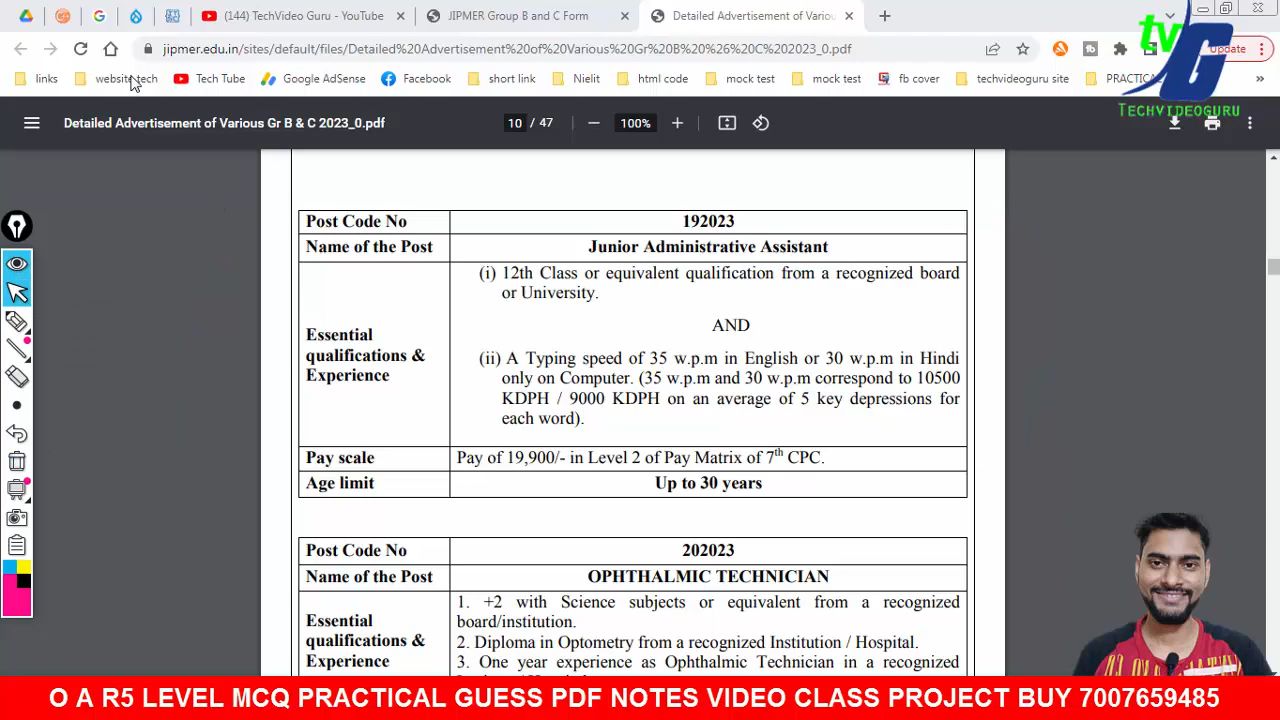 (144) TechVideo Guru - YouTube
JIPMER Group B and C Form
Detailed Advertisement of Variou
jipmer.edu.in/sites/default/files/Detailed%20Advertisement%20of%20Various%20Gr%20B%20%26%20C%202023_0.pdf
Update
links
website tech
Tech Tube
Google AdSense
Facebook
short link
Nielit
html code
mock test
mock test
fb cover
techvideoguru site
PRACTICA
tv
G
TECHVIDEOGURU
Detailed Advertisement of Various Gr B & C 2023_0.pdf
10 / 47
100%
Post Code No
192023
Name of the Post
Junior Administrative Assistant
Essential
qualifications &
Experience
(i) 12th Class or equivalent qualification from a recognized board
or University.
AND
(ii) A Typing speed of 35 w.p.m in English or 30 w.p.m in Hindi
only on Computer. (35 w.p.m and 30 w.p.m correspond to 10500
KDPH / 9000 KDPH on an average of 5 key depressions for
each word).
Pay scale
Pay of 19,900/- in Level 2 of Pay Matrix of 7th CPC.
Age limit
Up to 30 years
Post Code No
202023
Name of the Post
OPHTHALMIC TECHNICIAN
Essential
qualifications &
Experience
1. +2 with Science subjects or equivalent from a recognized
board/institution.
2. Diploma in Optometry from a recognized Institution / Hospital.
3. One year experience as Ophthalmic Technician in a recognized
O A R5 LEVEL MCQ PRACTICAL GUESS PDF NOTES VIDEO CLASS PROJECT BUY 7007659485